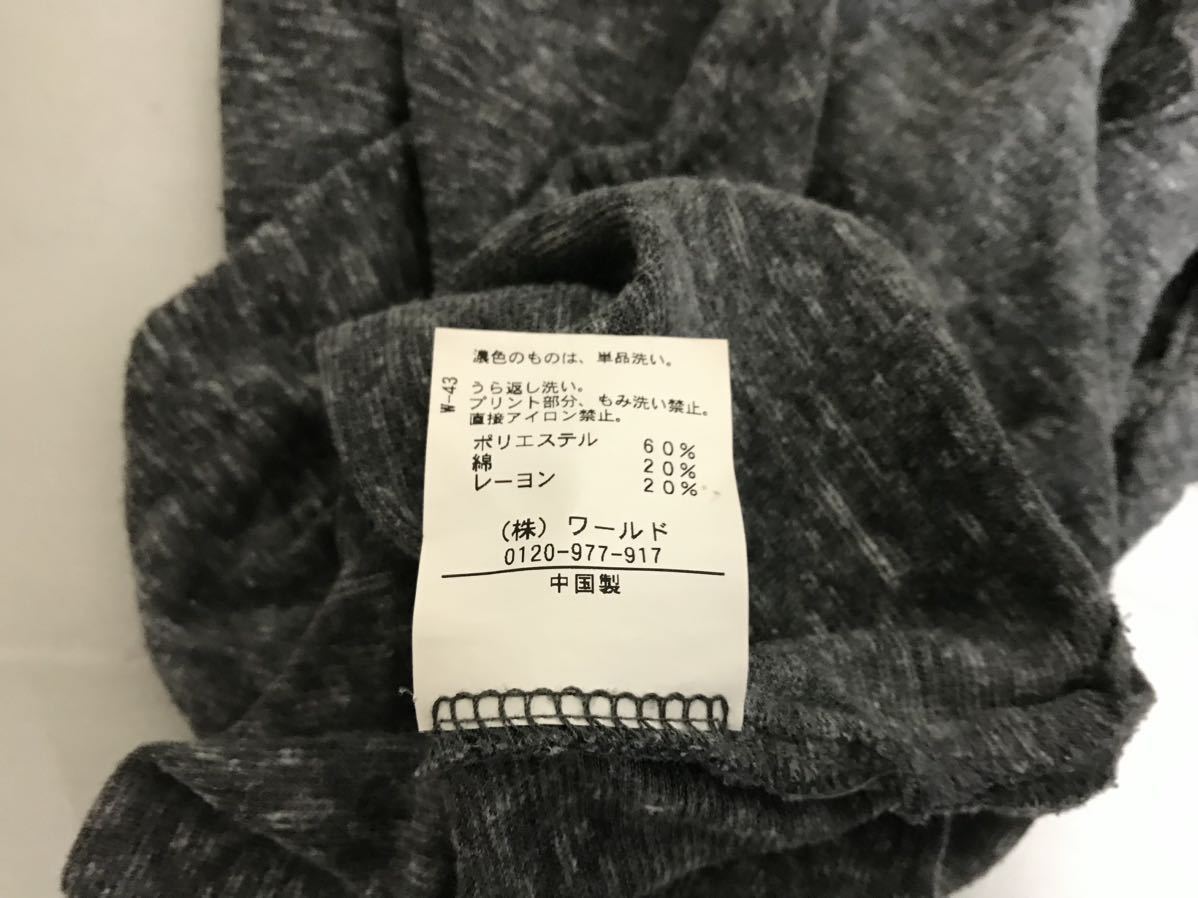 濃色のものは、単品洗い。
W-43
うら返し洗い。
プリント部分、もみ洗い禁止。
直接アイロン禁止。
ポリエステル 60%
綿 20%
レーヨン 20%
(株) ワールド
0120-977-917
中国製